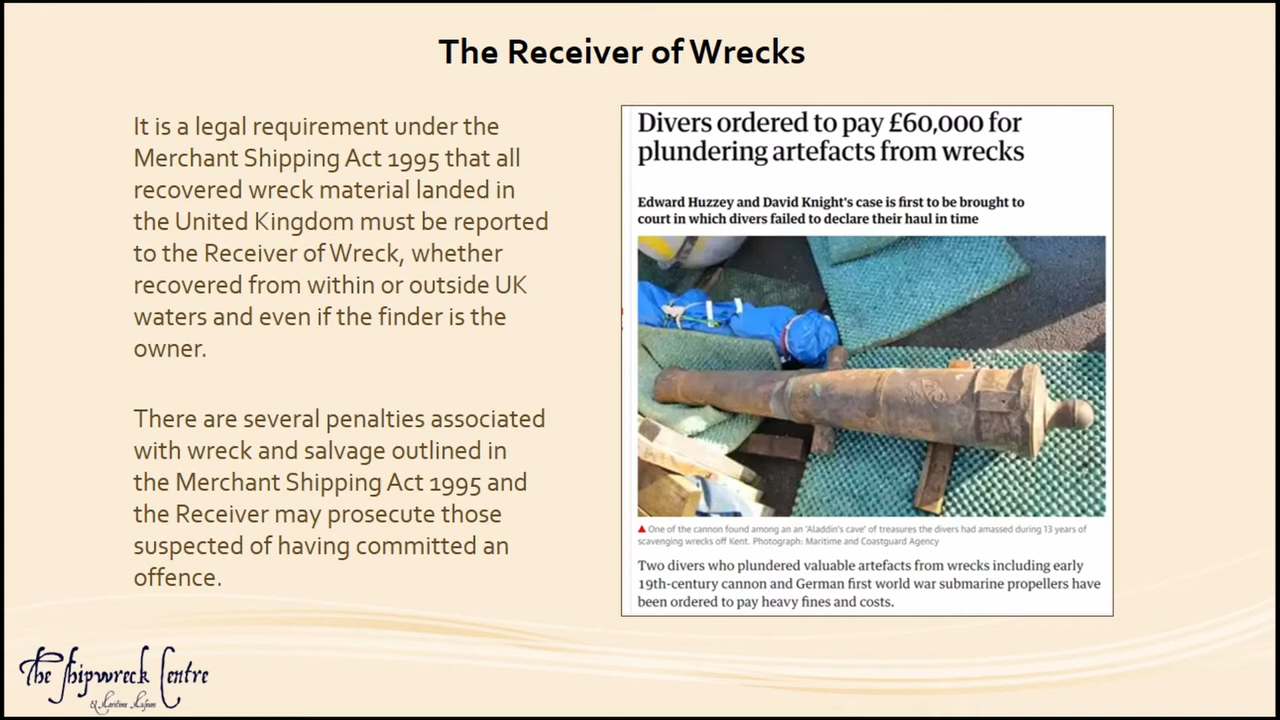 The Receiver of Wrecks
It is a legal requirement under the
Merchant Shipping Act 1995 that all
recovered wreck material landed in
the United Kingdom must be reported
to the Receiver of Wreck, whether
recovered from within or outside UK
waters and even if the finder is the
owner.
There are several penalties associated
with wreck and salvage outlined in
the Merchant Shipping Act 1995 and
the Receiver may prosecute those
suspected of having committed an
offence.
Divers ordered to pay £60,000 for
plundering artefacts from wrecks
Edward Huzzey and David Knight's case is first to be brought to
court in which divers failed to declare their haul in time
One of the cannon found among an an 'Aladdin's cave' of treasures the divers had amassed during 13 years of
scavenging wrecks off Kent. Photograph: Maritime and Coastguard Agency
Two divers who plundered valuable artefacts from wrecks including early
19th-century cannon and German first world war submarine propellers have
been ordered to pay heavy fines and costs.
The Shipwreck Centre
& Maritime Museum